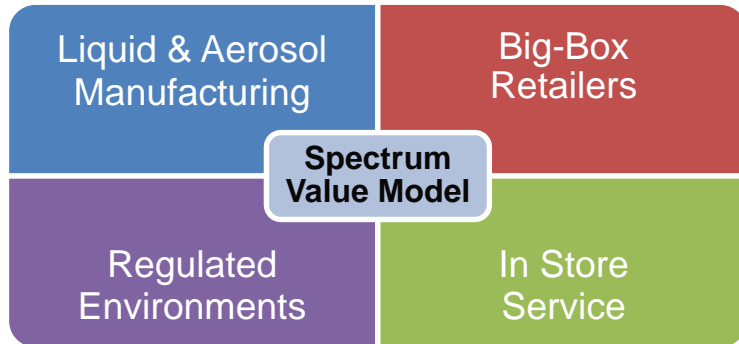 Liquid & Aerosol
Manufacturing
Big-Box
Retailers
Spectrum
Value Model
Regulated
Environments
In Store
Service